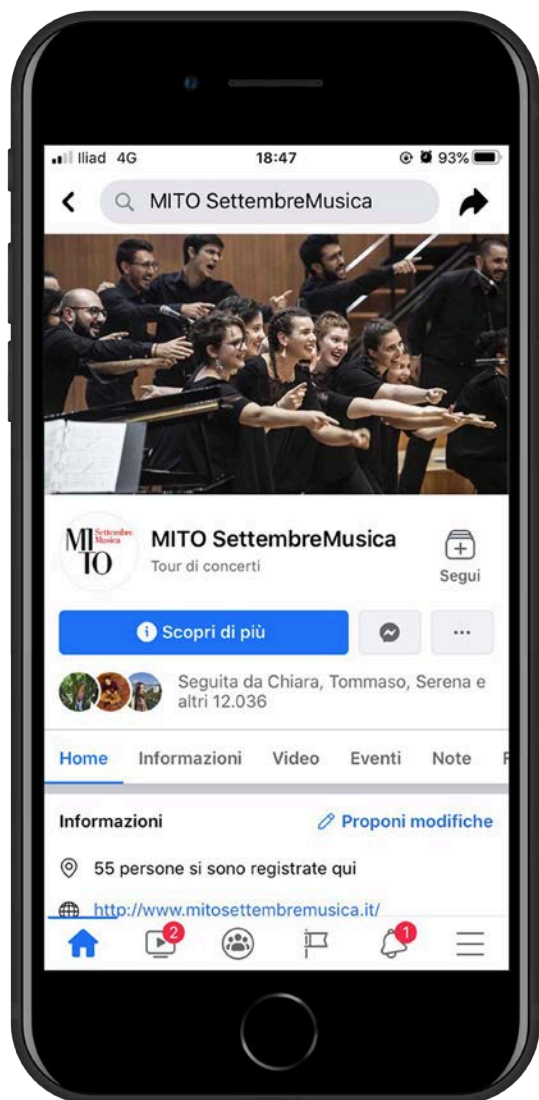 Iliad 4G 18:47 93%
MITO SettembreMusica
MI Settembre
TO Musica
MITO SettembreMusica
Tour di concerti
Segui
Scopri di più
Seguita da Chiara, Tommaso, Serena e
altri 12.036
Home Informazioni Video Eventi Note F
Informazioni Proponi modifiche
55 persone si sono registrate qui
http://www.mitosettembremusica.it/
2 1